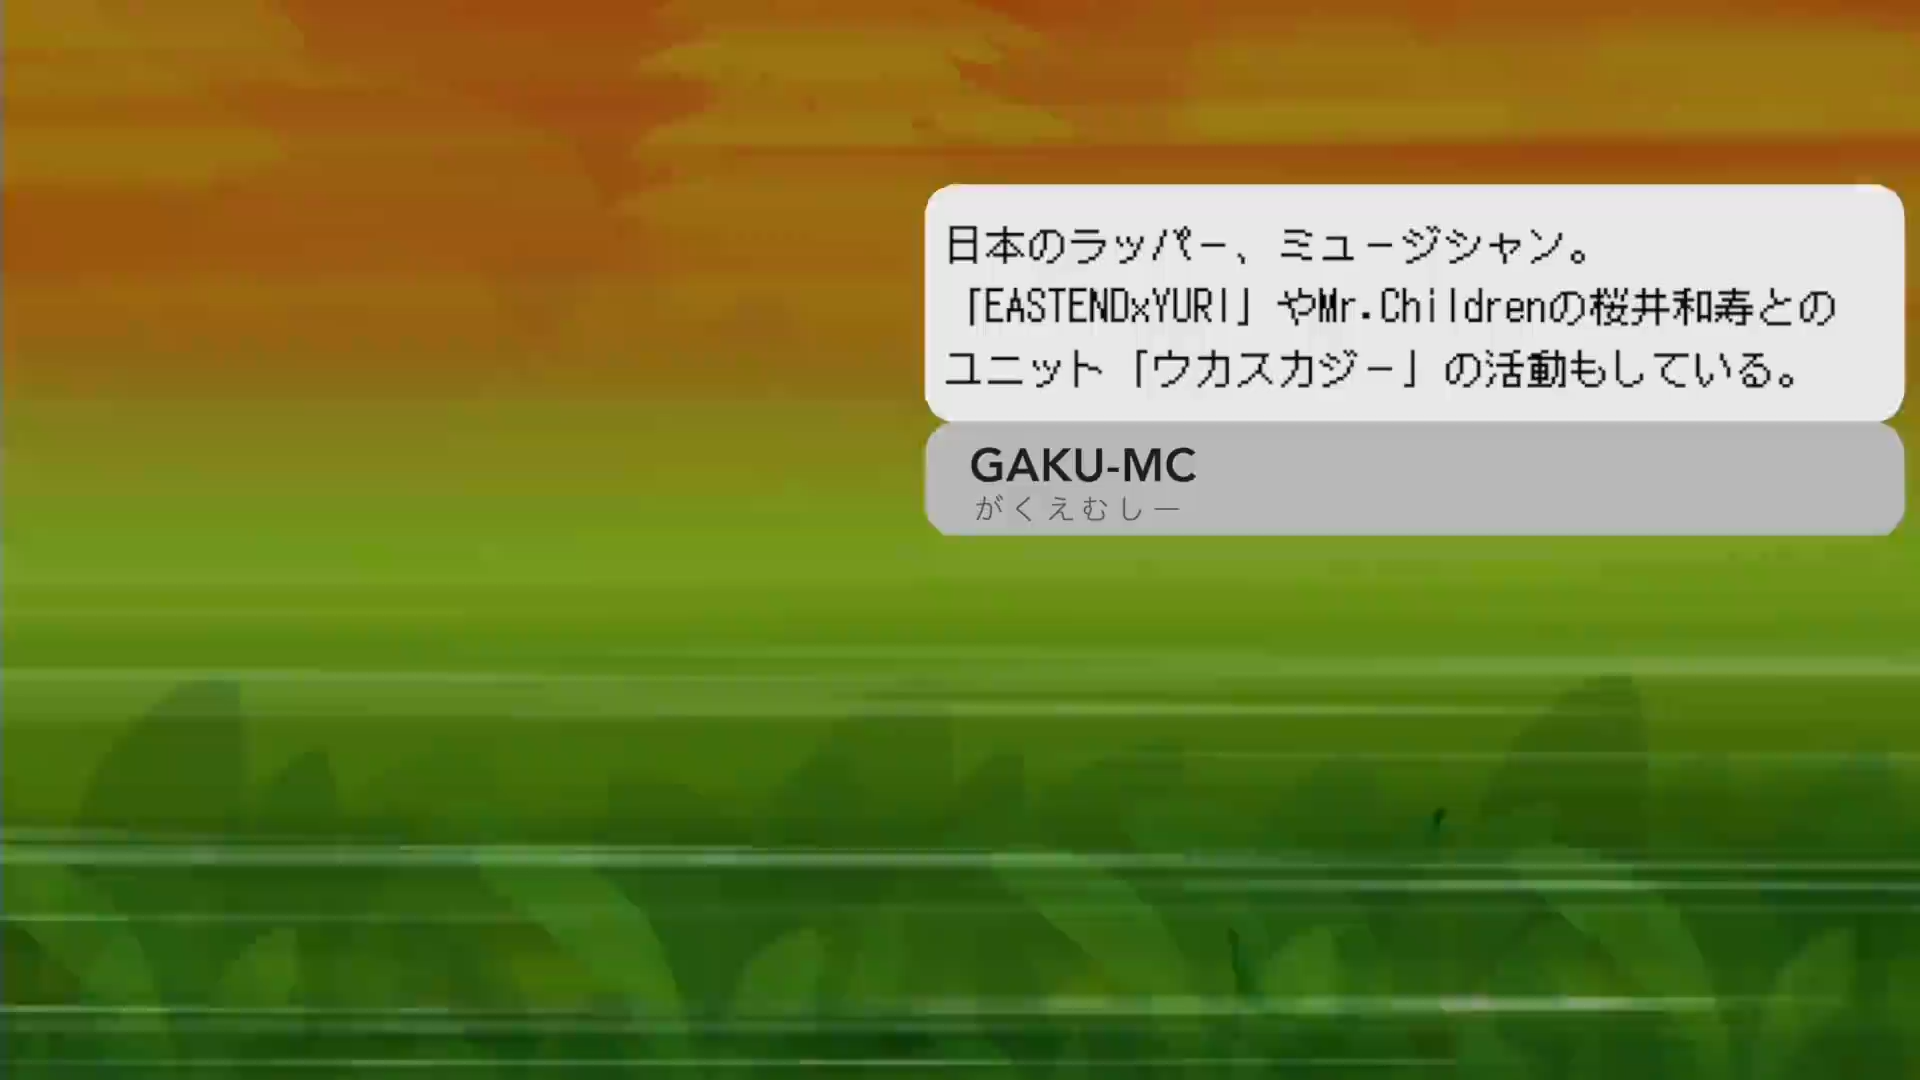 日本のラッパー、ミュージシャン。
「EASTENDxYURI」やMr.Childrenの桜井和寿との
ユニット「ウカスカジー」の活動もしている。
GAKU-MC
がくえむしー